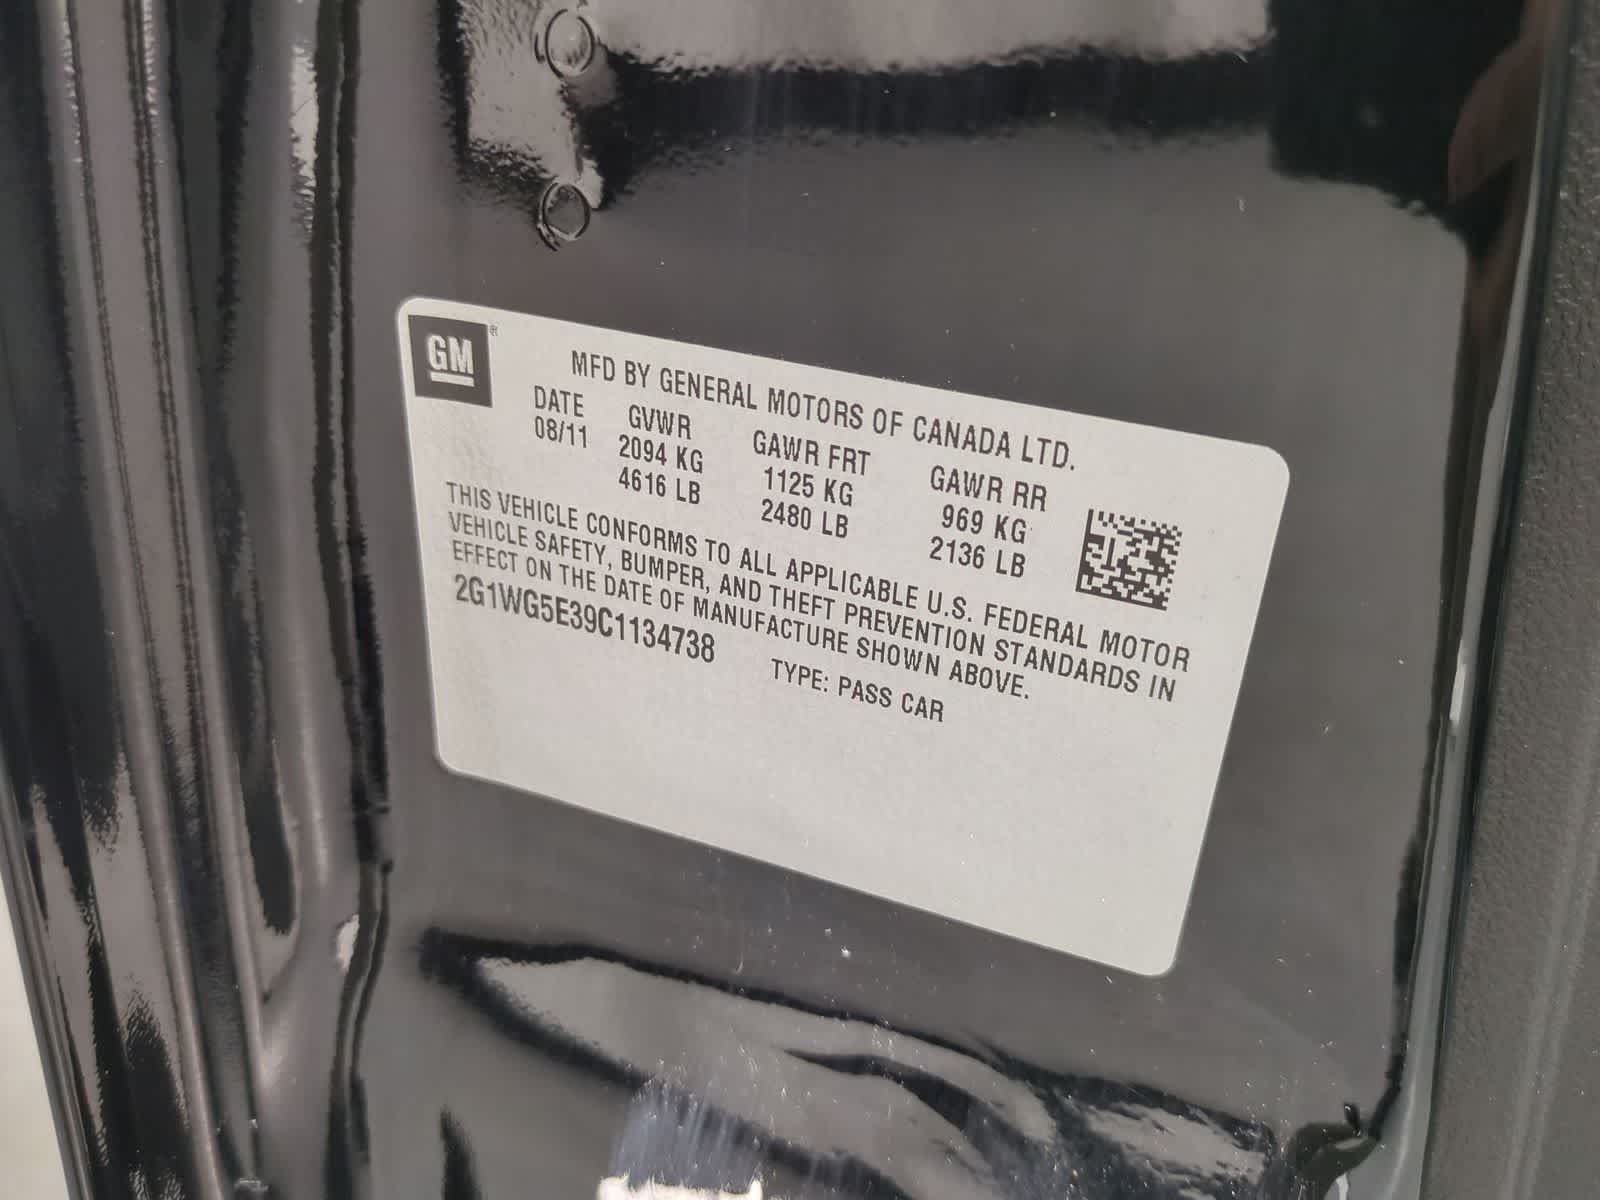 GM®
MFD BY GENERAL MOTORS OF CANADA LTD.
DATE GVWR GAWR FRT GAWR RR
08/11 2094 KG 1125 KG 969 KG
4616 LB 2480 LB 2136 LB
THIS VEHICLE CONFORMS TO ALL APPLICABLE U.S. FEDERAL MOTOR
VEHICLE SAFETY, BUMPER, AND THEFT PREVENTION STANDARDS IN
EFFECT ON THE DATE OF MANUFACTURE SHOWN ABOVE.
2G1WG5E39C1134738 TYPE: PASS CAR